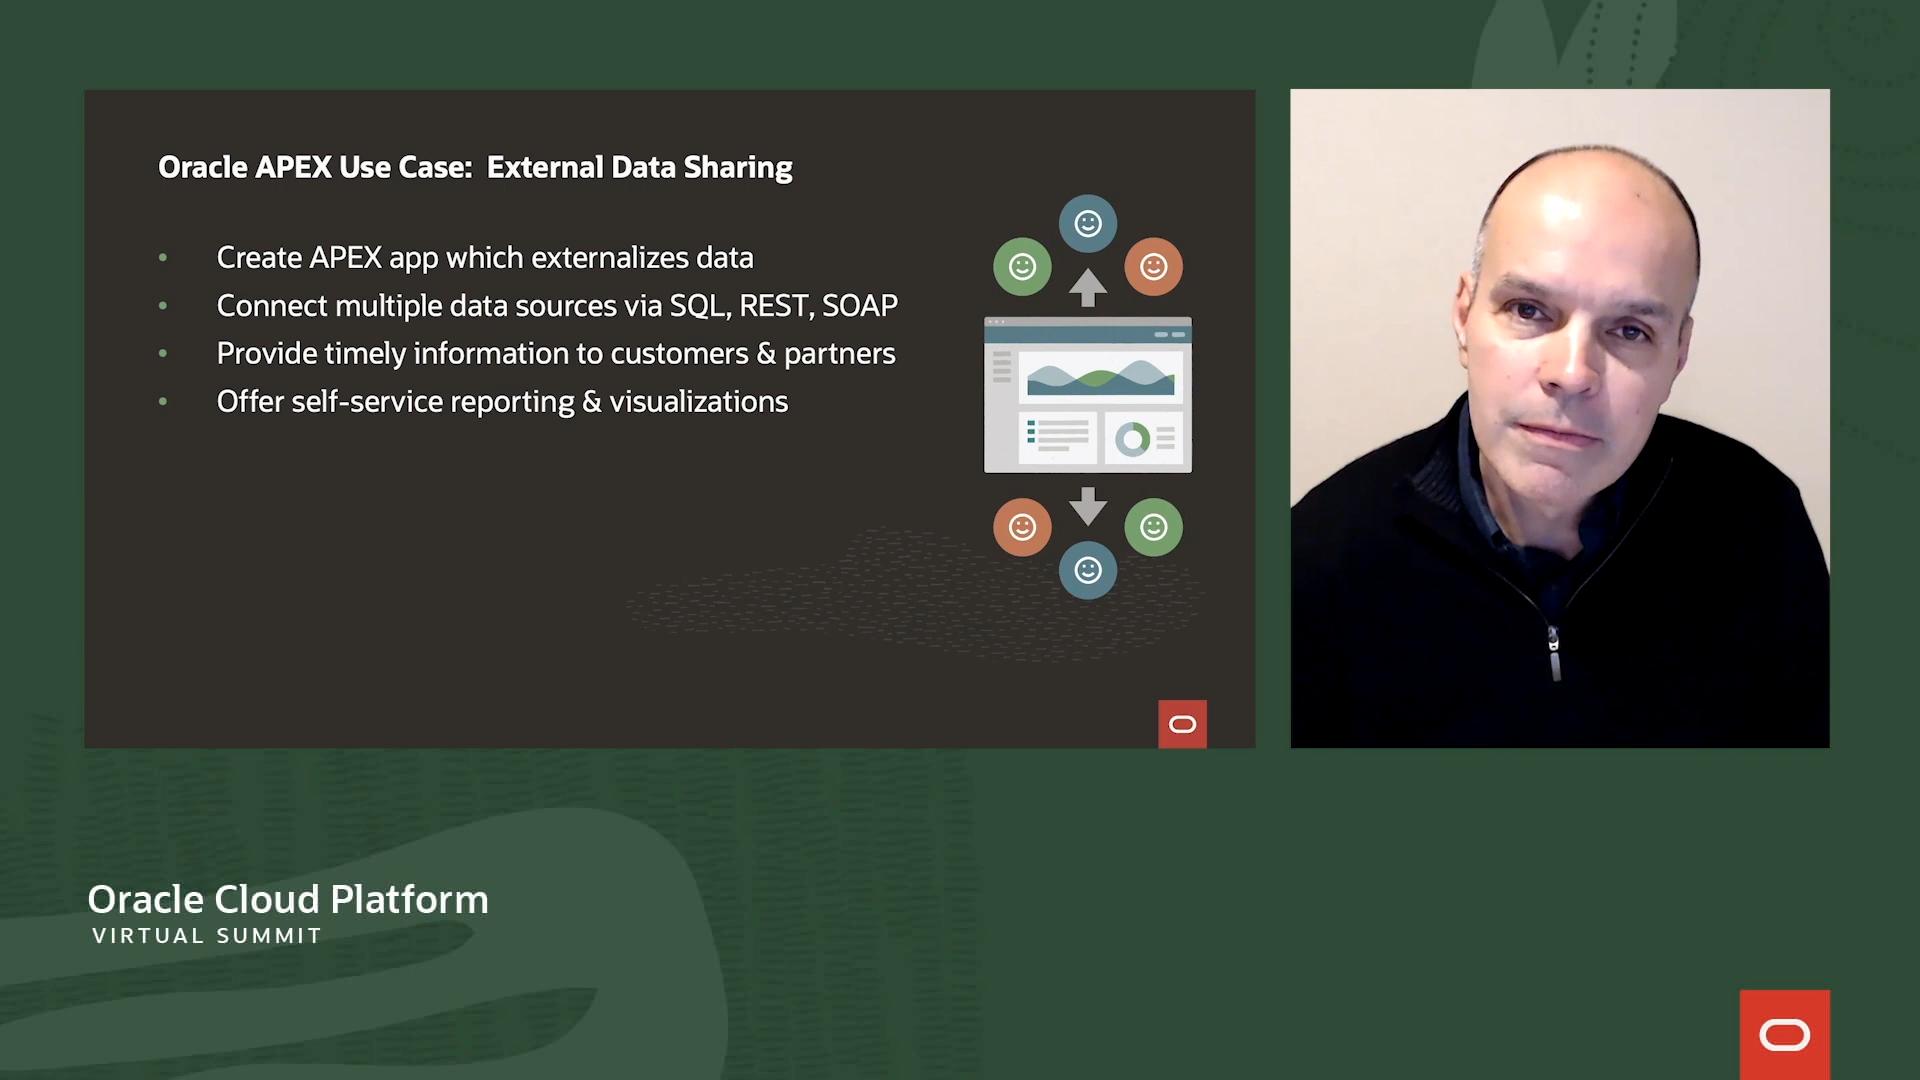 Oracle APEX Use Case: External Data Sharing
• Create APEX app which externalizes data
• Connect multiple data sources via SQL, REST, SOAP
• Provide timely information to customers & partners
• Offer self-service reporting & visualizations
Oracle Cloud Platform
VIRTUAL SUMMIT